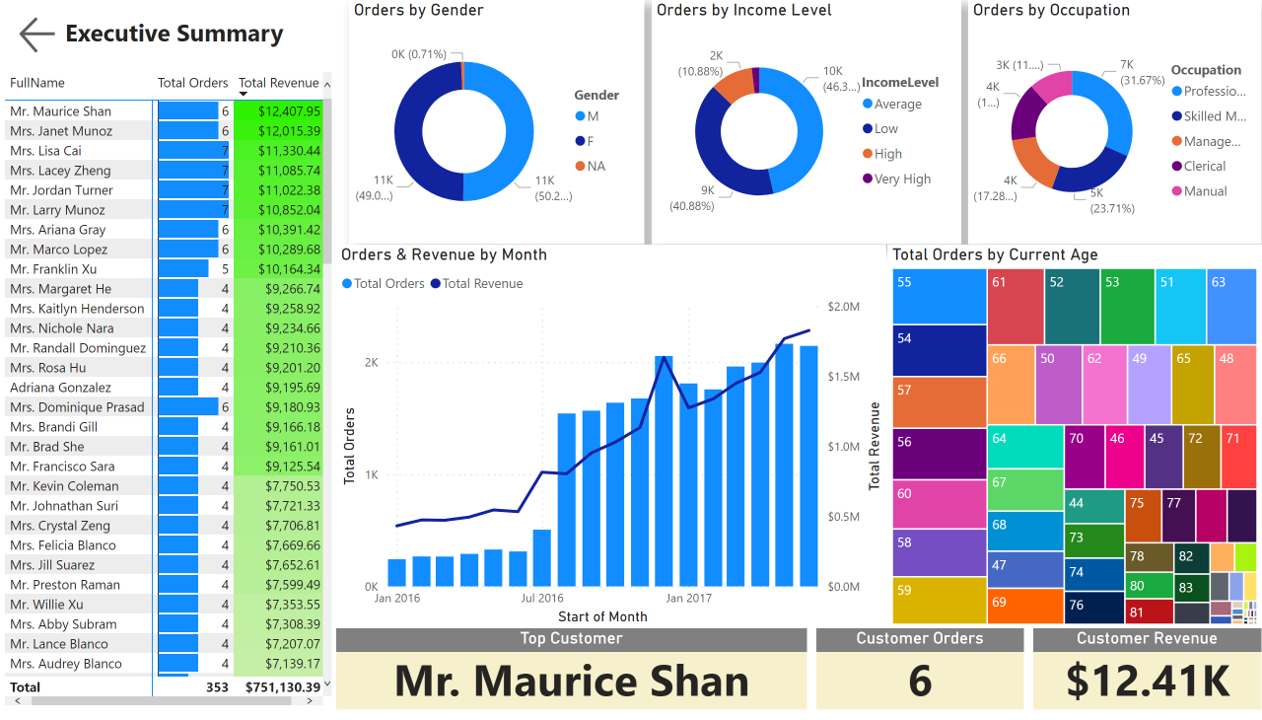 Executive Summary
FullName Total Orders Total Revenue
Mr. Maurice Shan 6 $12,407.95
Mrs. Janet Munoz 6 $12,015.39
Mrs. Lisa Cai 7 $11,330.44
Mrs. Lacey Zheng 7 $11,085.74
Mr. Jordan Turner 7 $11,022.38
Mr. Larry Munoz 7 $10,852.04
Mrs. Ariana Gray 6 $10,391.42
Mr. Marco Lopez 6 $10,289.68
Mr. Franklin Xu 5 $10,164.34
Mrs. Margaret He 4 $9,266.74
Mrs. Kaitlyn Henderson 4 $9,258.92
Mrs. Nichole Nara 4 $9,234.66
Mr. Randall Dominguez 4 $9,210.36
Mrs. Rosa Hu 4 $9,201.20
Adriana Gonzalez 4 $9,195.69
Mrs. Dominique Prasad 6 $9,180.93
Mrs. Brandi Gill 4 $9,166.18
Mr. Brad She 4 $9,161.01
Mr. Francisco Sara 4 $9,125.54
Mr. Kevin Coleman 4 $7,750.53
Mr. Johnathan Suri 4 $7,721.33
Mrs. Crystal Zeng 4 $7,706.81
Mrs. Felicia Blanco 4 $7,669.66
Mrs. Jill Suarez 4 $7,652.61
Mr. Preston Raman 4 $7,599.49
Mr. Willie Xu 4 $7,353.55
Mrs. Abby Subram 4 $7,308.39
Mr. Lance Blanco 4 $7,207.07
Mrs. Audrey Blanco 4 $7,139.17
Total 353 $751,130.39
Orders by Gender
0K (0.71%)
11K
(49.0...)
11K
(50.2...)
Gender
M
F
NA
Orders by Income Level
2K
(10.88%)
10K
(46.3...)
9K
(40.88%)
IncomeLevel
Average
Low
High
Very High
Orders by Occupation
3K (11....)
7K
(31.67%)
4K
(1...)
4K
(17.28...)
5K
(23.71%)
Occupation
Professio...
Skilled M...
Manage...
Clerical
Manual
Orders & Revenue by Month
Total Orders Total Revenue
Total Orders
2K
1K
0K
$2.0M
$1.5M
$1.0M
$0.5M
$0.0M
Total Revenue
Jan 2016 Jul 2016 Jan 2017
Start of Month
Total Orders by Current Age
55 61 52 53 51 63
54
57 66 50 62 49 65 48
56 64 70 46 45 72 71
60 67 44 75 77
58 68 73
47 74 78 82
59 69 76 80 83
81
Top Customer
Mr. Maurice Shan
Customer Orders
6
Customer Revenue
$12.41K